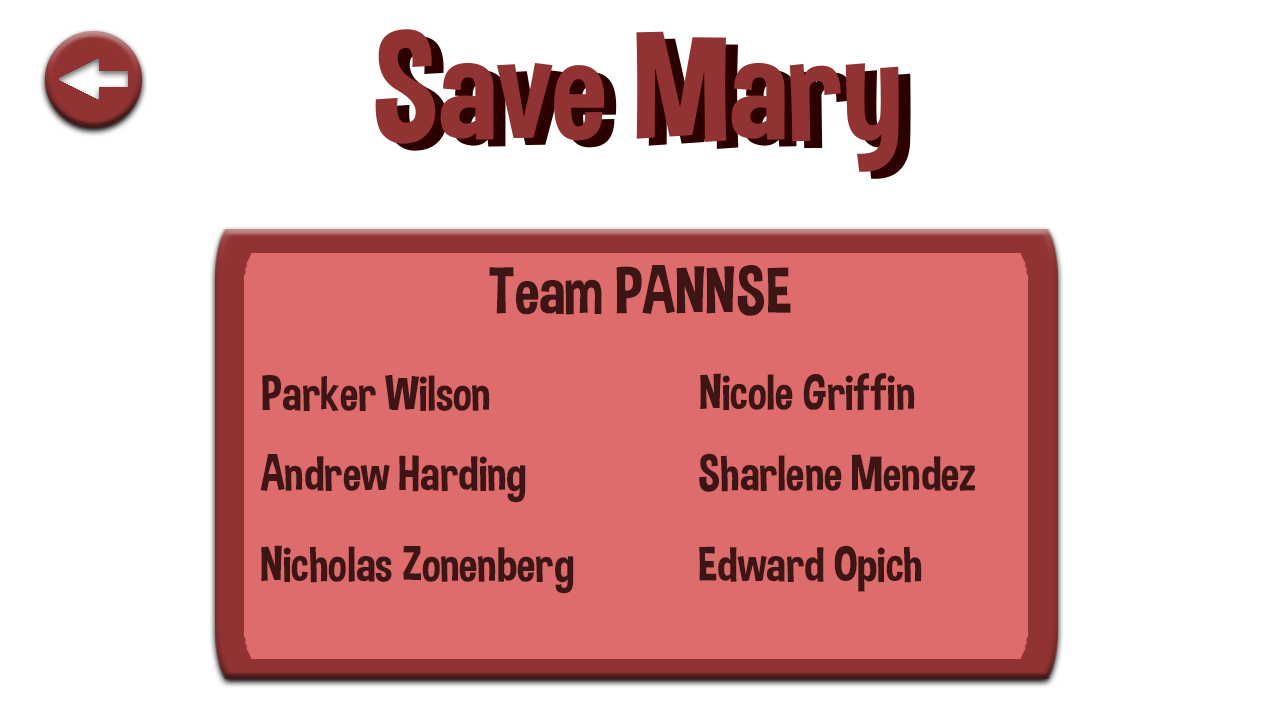 Save Mary
Team PANNSE
Parker Wilson
Nicole Griffin
Andrew Harding
Sharlene Mendez
Nicholas Zonenberg
Edward Opich